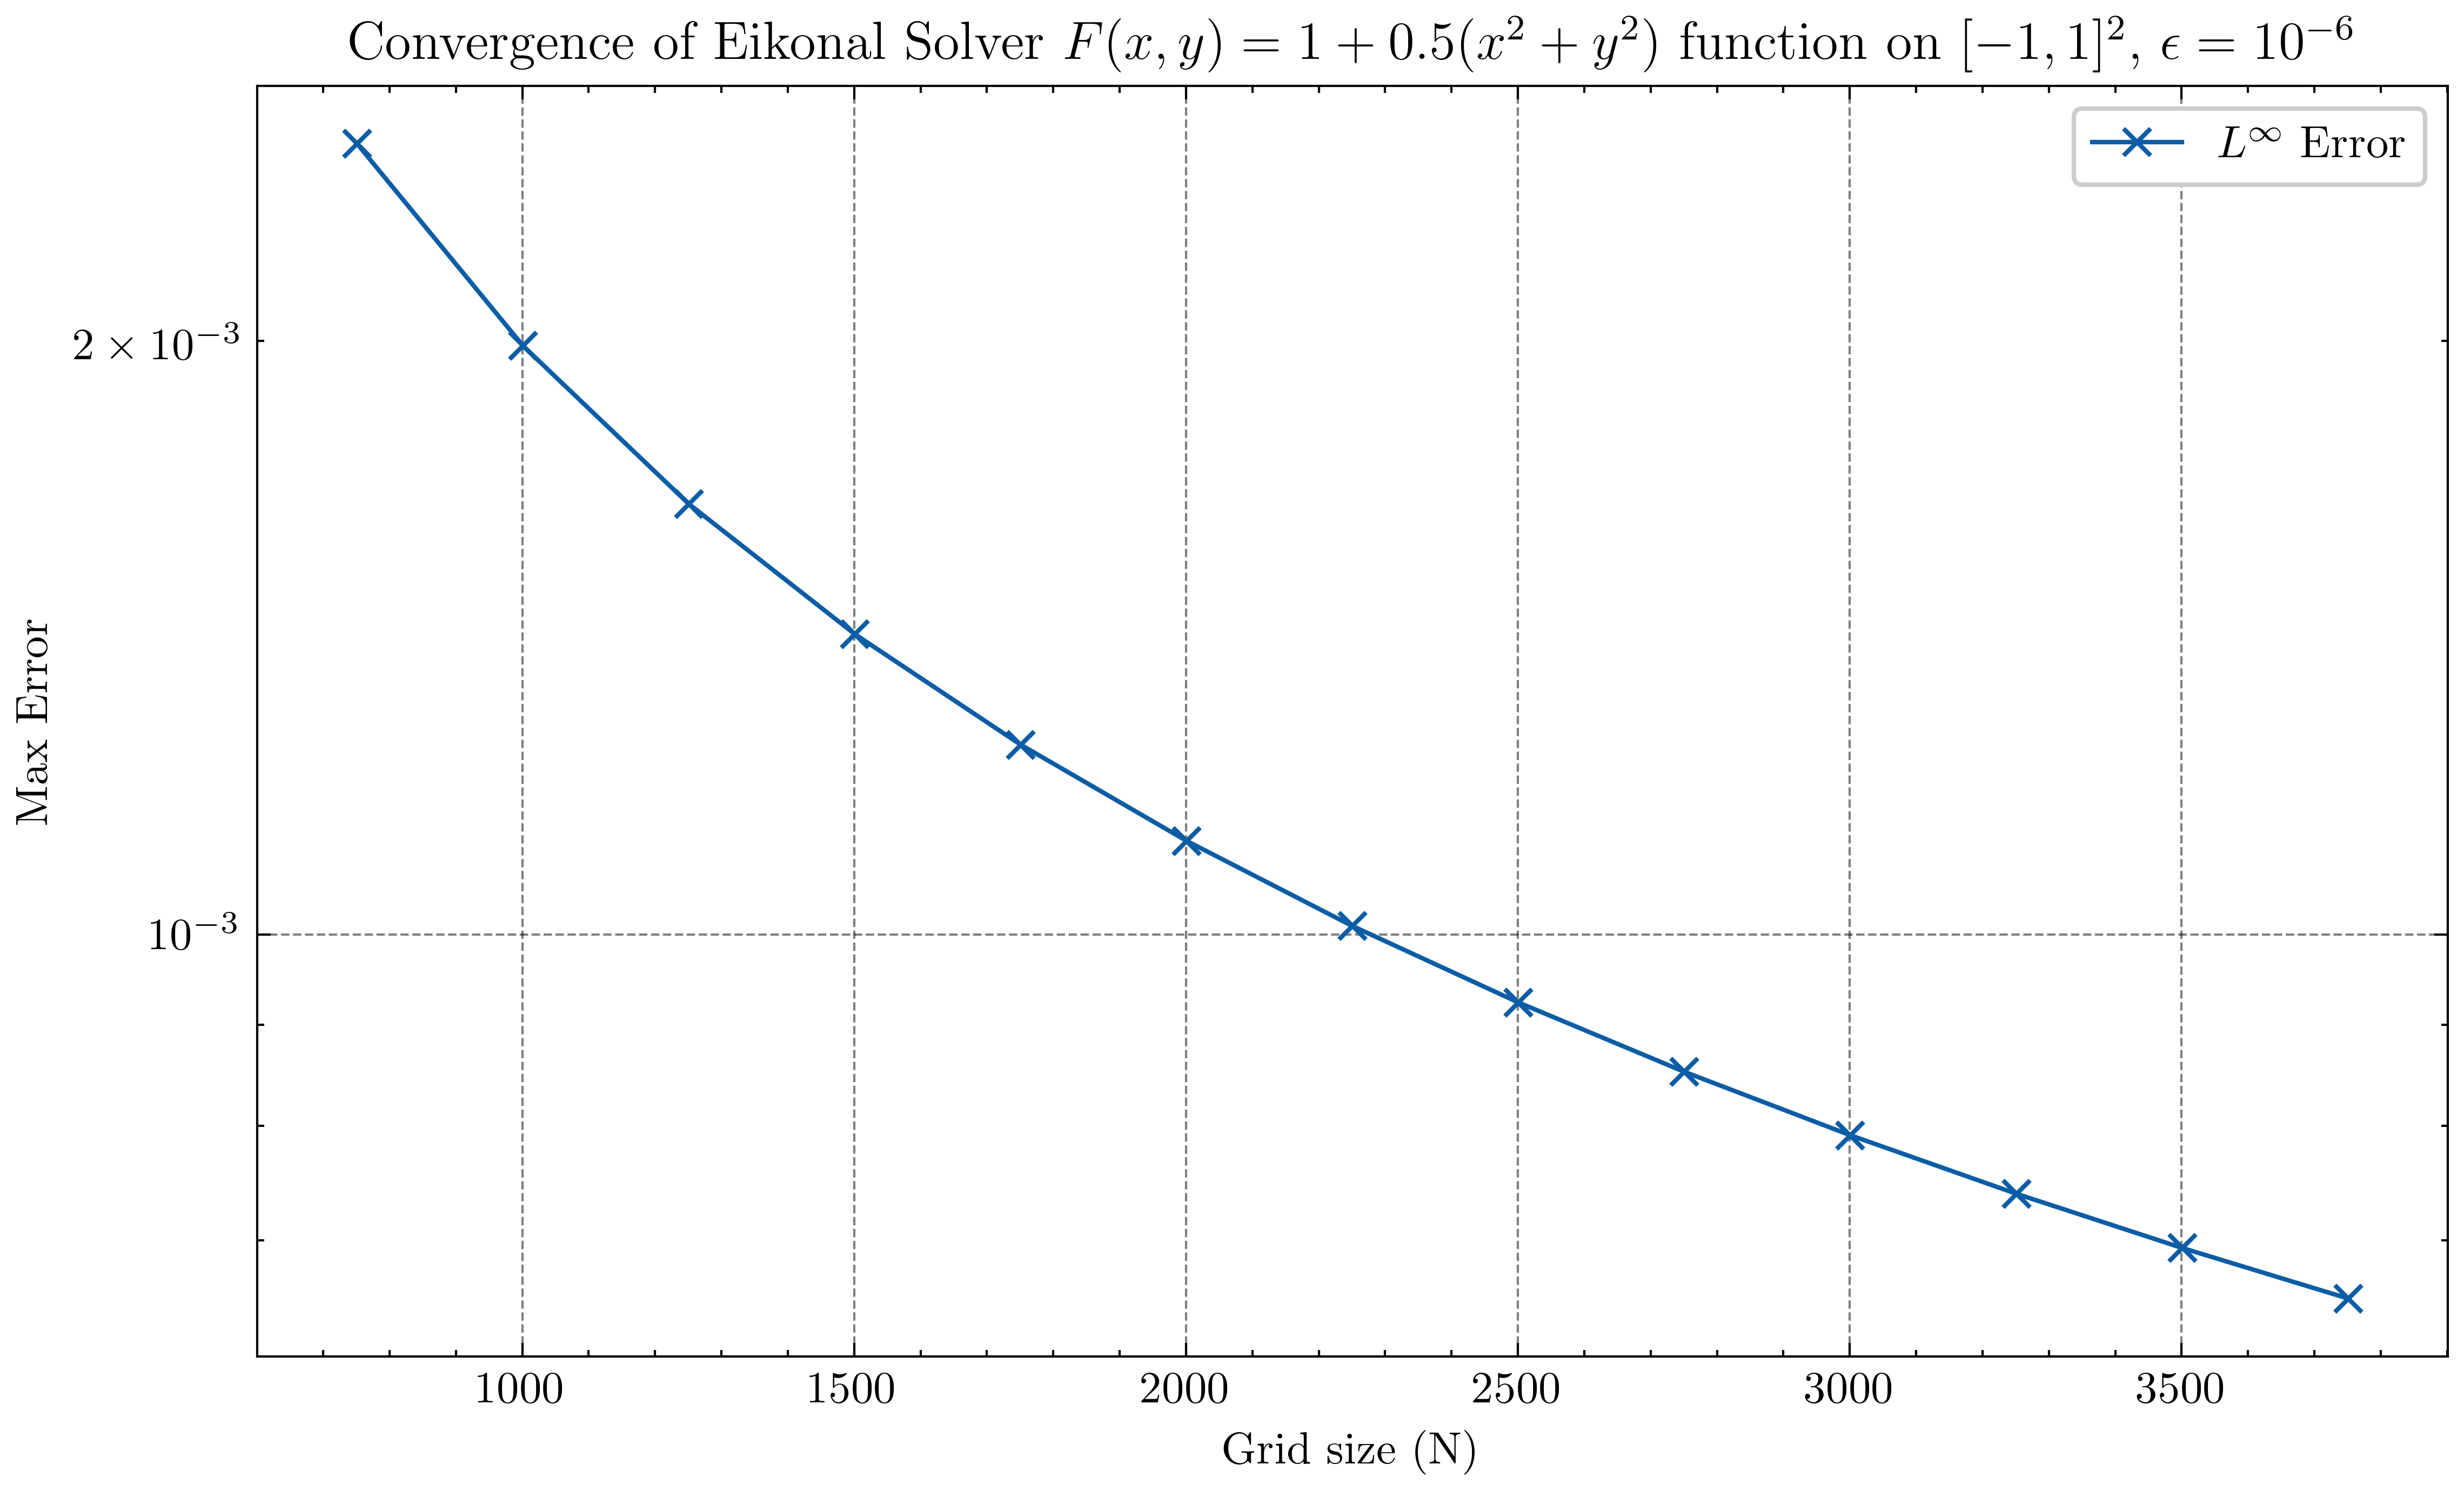 Convergence of Eikonal Solver F(x, y) = 1 + 0.5(x² + y²) function on [−1, 1]², ϵ = 10⁻⁶
L^∞ Error
2 × 10⁻³
10⁻³
Max Error
1000 1500 2000 2500 3000 3500
Grid size (N)